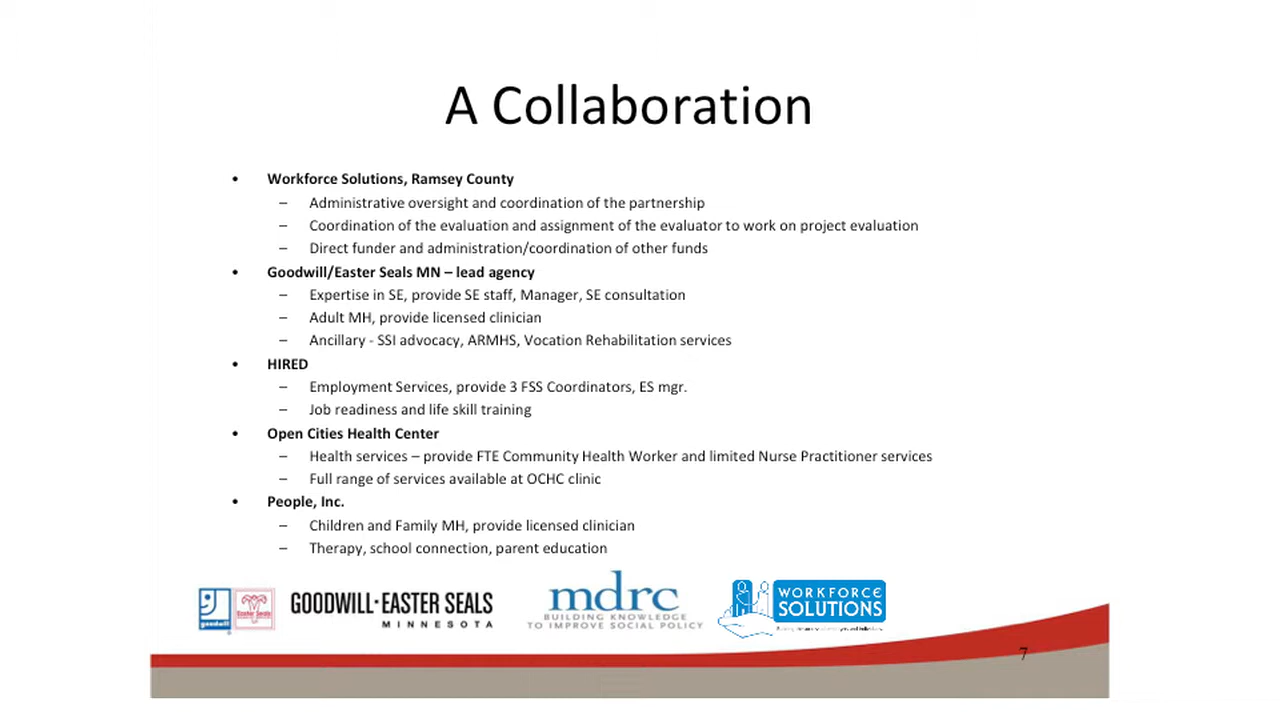 A Collaboration
• Workforce Solutions, Ramsey County
– Administrative oversight and coordination of the partnership
– Coordination of the evaluation and assignment of the evaluator to work on project evaluation
– Direct funder and administration/coordination of other funds
• Goodwill/Easter Seals MN – lead agency
– Expertise in SE, provide SE staff, Manager, SE consultation
– Adult MH, provide licensed clinician
– Ancillary - SSI advocacy, ARMHS, Vocation Rehabilitation services
• HIRED
– Employment Services, provide 3 FSS Coordinators, ES mgr.
– Job readiness and life skill training
• Open Cities Health Center
– Health services – provide FTE Community Health Worker and limited Nurse Practitioner services
– Full range of services available at OCHC clinic
• People, Inc.
– Children and Family MH, provide licensed clinician
– Therapy, school connection, parent education
goodwill
Easter Seals
GOODWILL·EASTER SEALS
MINNESOTA
mdrc
BUILDING KNOWLEDGE
TO IMPROVE SOCIAL POLICY
WORKFORCE
SOLUTIONS
7